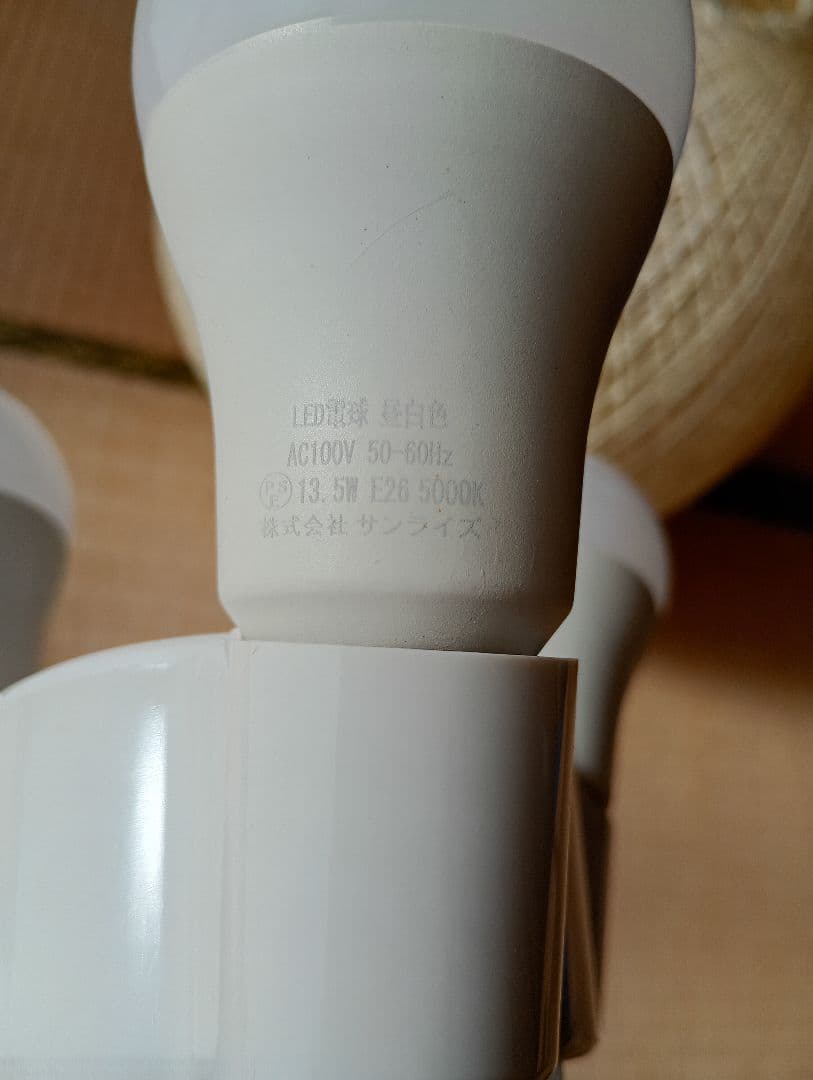 LED電球 昼白色
AC100V 50-60Hz
PSE 13.5W E26 5000K
株式会社 サンライズ